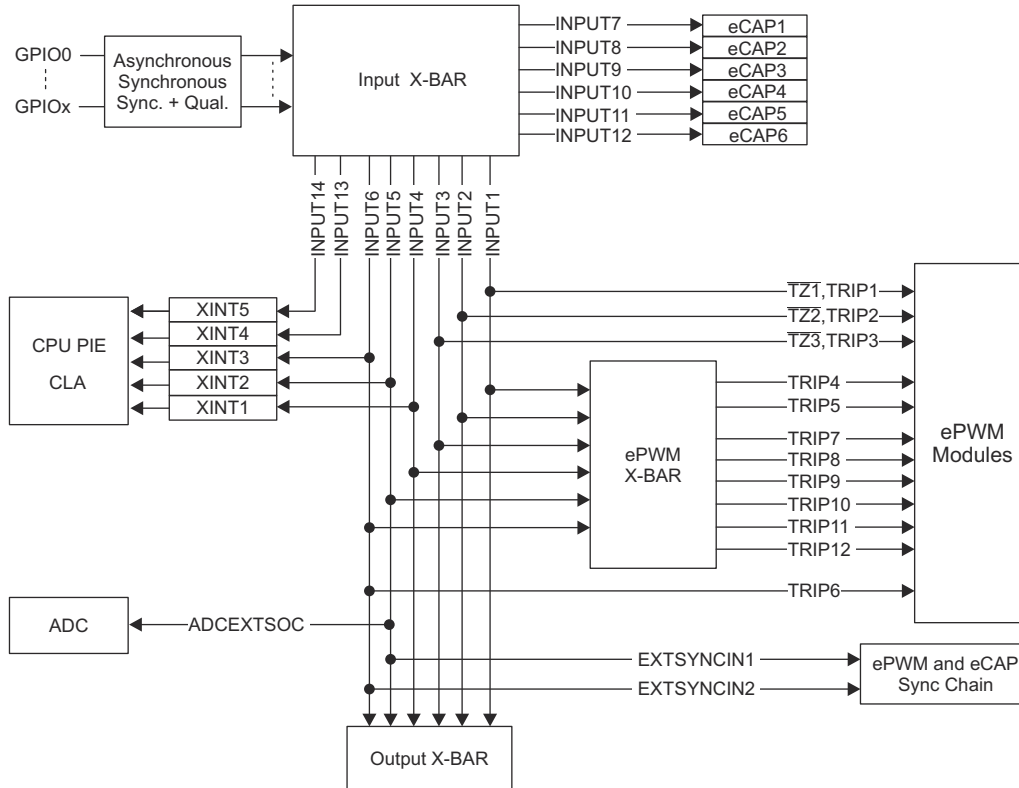 GPIO0
GPIOx
Asynchronous
Synchronous
Sync. + Qual.
Input X-BAR
INPUT7
INPUT8
INPUT9
INPUT10
INPUT11
INPUT12
eCAP1
eCAP2
eCAP3
eCAP4
eCAP5
eCAP6
INPUT14
INPUT13
INPUT6
INPUT5
INPUT4
INPUT3
INPUT2
INPUT1
CPU PIE
CLA
XINT5
XINT4
XINT3
XINT2
XINT1
TZ1,TRIP1
TZ2,TRIP2
TZ3,TRIP3
ePWM
X-BAR
TRIP4
TRIP5
TRIP7
TRIP8
TRIP9
TRIP10
TRIP11
TRIP12
TRIP6
ePWM
Modules
ADC
ADCEXTSOC
EXTSYNCIN1
EXTSYNCIN2
ePWM and eCAP
Sync Chain
Output X-BAR